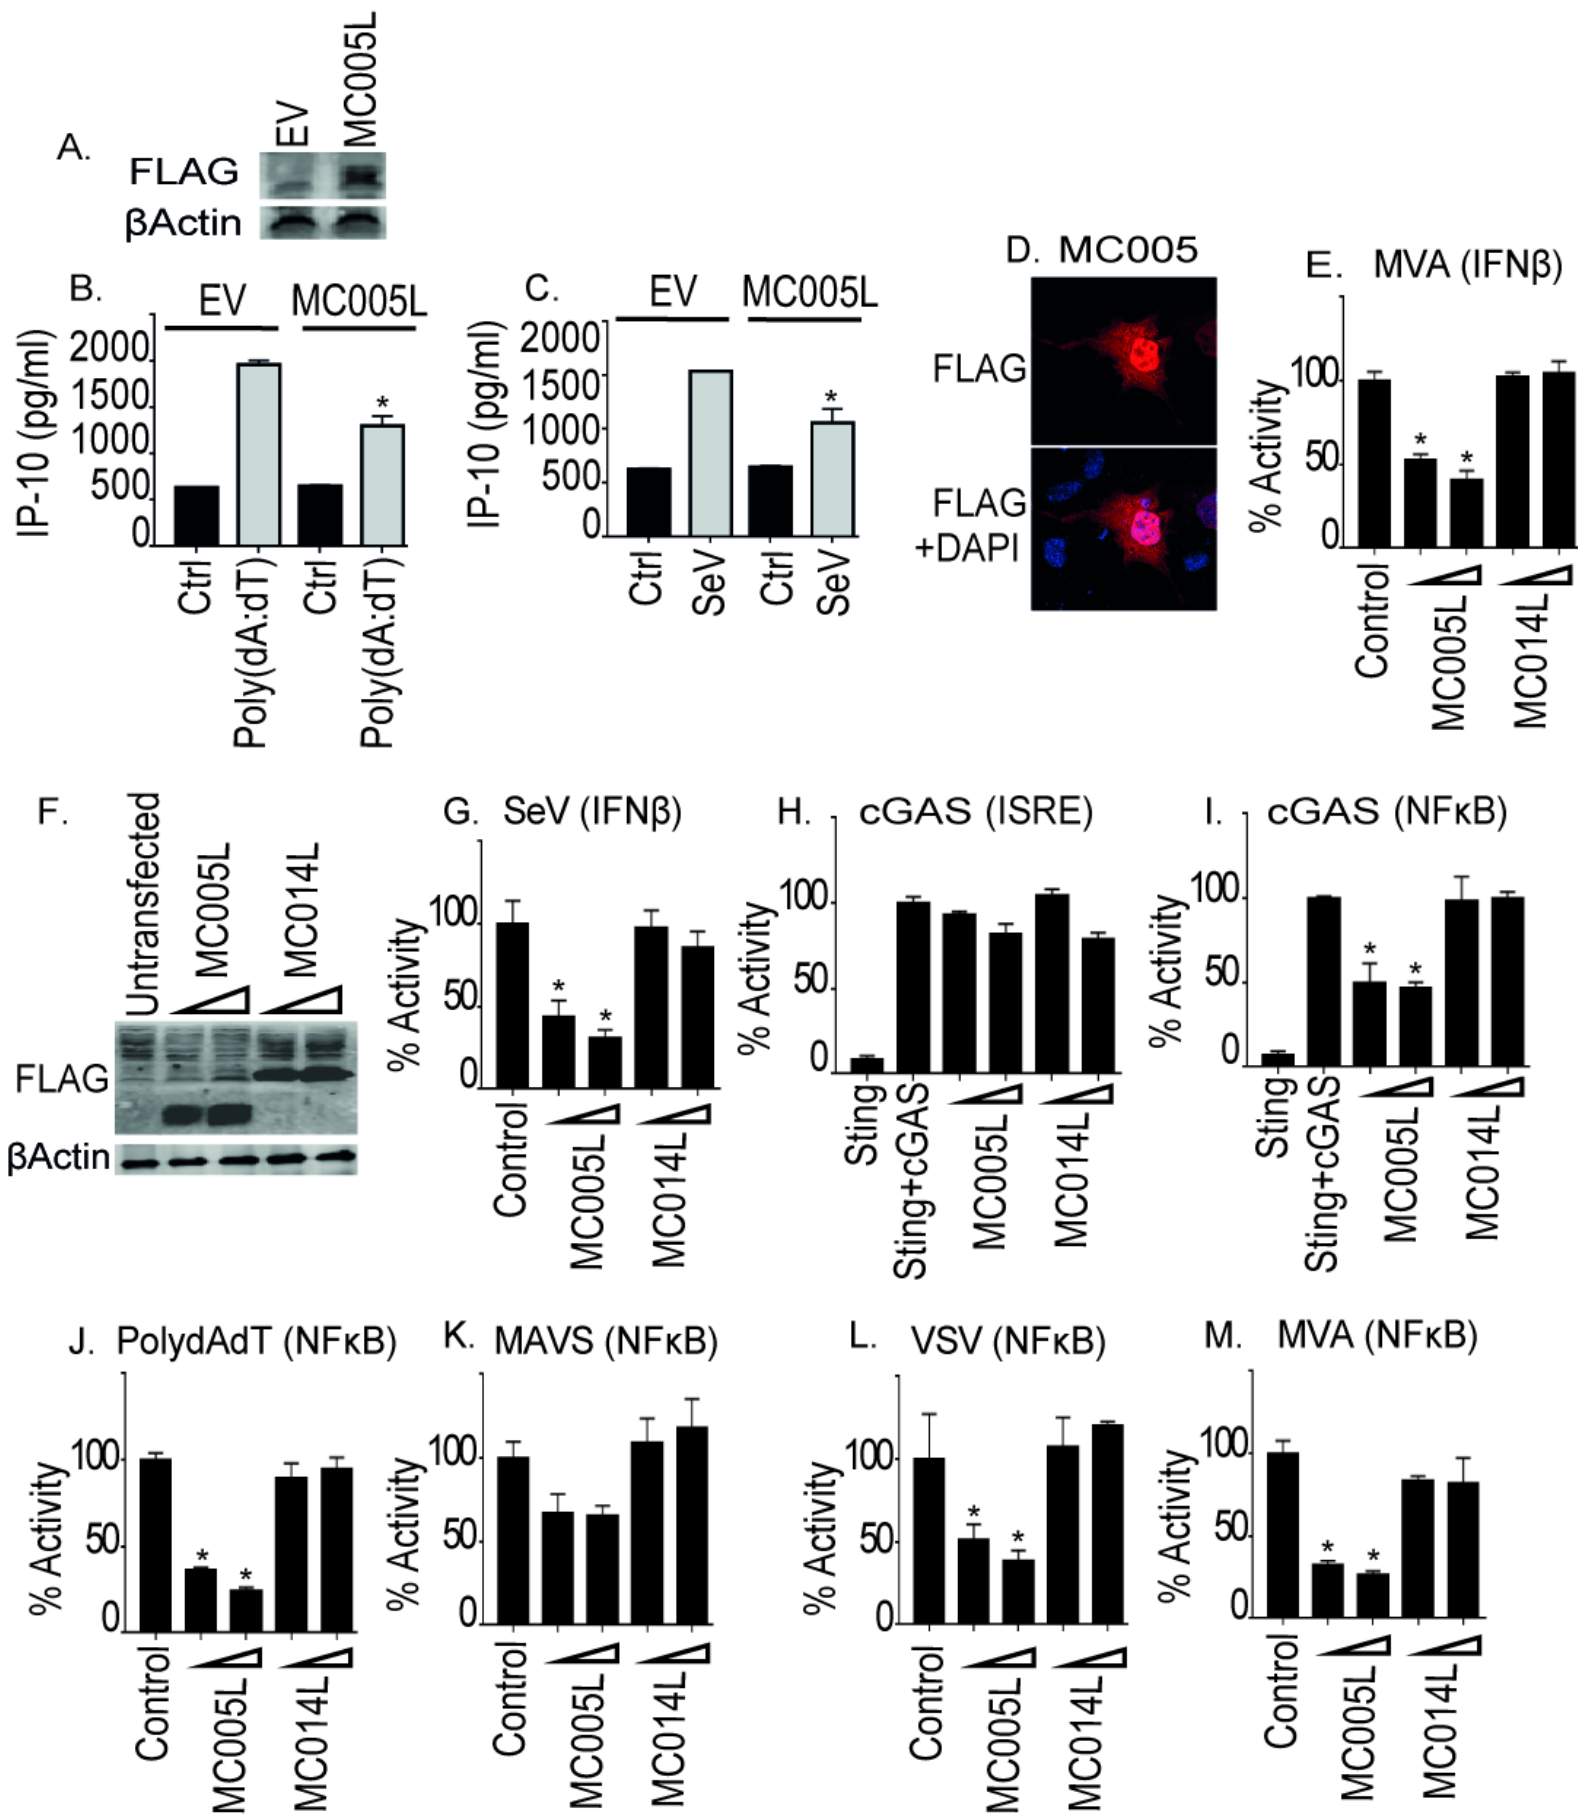 A.
EV
MC005L
FLAG
βActin
B.
EV
MC005L
IP-10 (pg/ml)
2000
1500
1000
500
0
*
Ctrl
Poly(dA:dT)
Ctrl
Poly(dA:dT)
C.
EV
MC005L
IP-10 (pg/ml)
2000
1500
1000
500
0
*
Ctrl
SeV
Ctrl
SeV
D. MC005
FLAG
FLAG
+DAPI
E. MVA (IFNβ)
% Activity
100
50
0
*
*
Control
MC005L
MC014L
F.
Untransfected
MC005L
MC014L
FLAG
βActin
G. SeV (IFNβ)
% Activity
100
50
0
*
*
Control
MC005L
MC014L
H. cGAS (ISRE)
% Activity
100
50
0
Sting
Sting+cGAS
MC005L
MC014L
I. cGAS (NFκB)
% Activity
100
50
0
*
*
Sting
Sting+cGAS
MC005L
MC014L
J. PolydAdT (NFκB)
% Activity
100
50
0
*
*
Control
MC005L
MC014L
K. MAVS (NFκB)
% Activity
100
50
0
Control
MC005L
MC014L
L. VSV (NFκB)
% Activity
100
50
0
*
*
Control
MC005L
MC014L
M. MVA (NFκB)
% Activity
100
50
0
*
*
Control
MC005L
MC014L